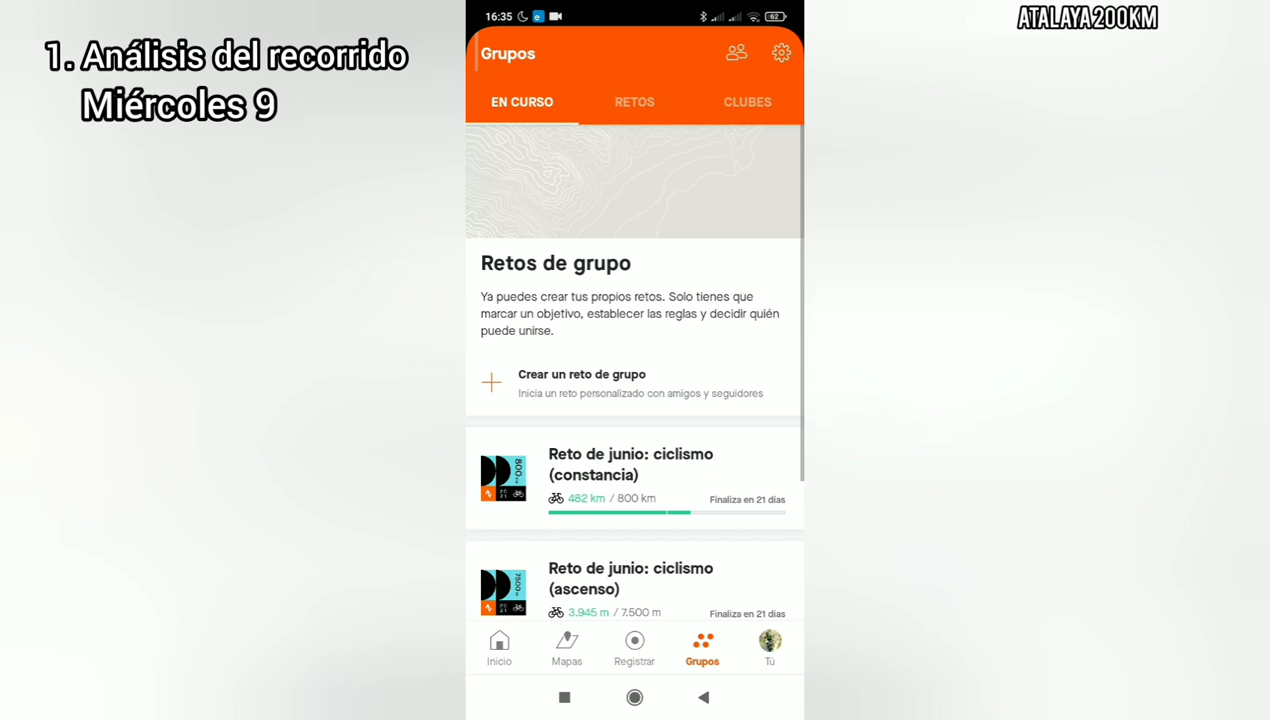 1. Análisis del recorrido
Miércoles 9
ATALAYA 200KM
16:35
62
Grupos
EN CURSO
RETOS
CLUBES
Retos de grupo
Ya puedes crear tus propios retos. Solo tienes que
marcar un objetivo, establecer las reglas y decidir quién
puede unirse.
Crear un reto de grupo
Inicia un reto personalizado con amigos y seguidores
Reto de junio: ciclismo
(constancia)
482 km / 800 km
Finaliza en 21 días
Reto de junio: ciclismo
(ascenso)
3.945 m / 7.500 m
Finaliza en 21 días
Inicio
Mapas
Registrar
Grupos
Tú